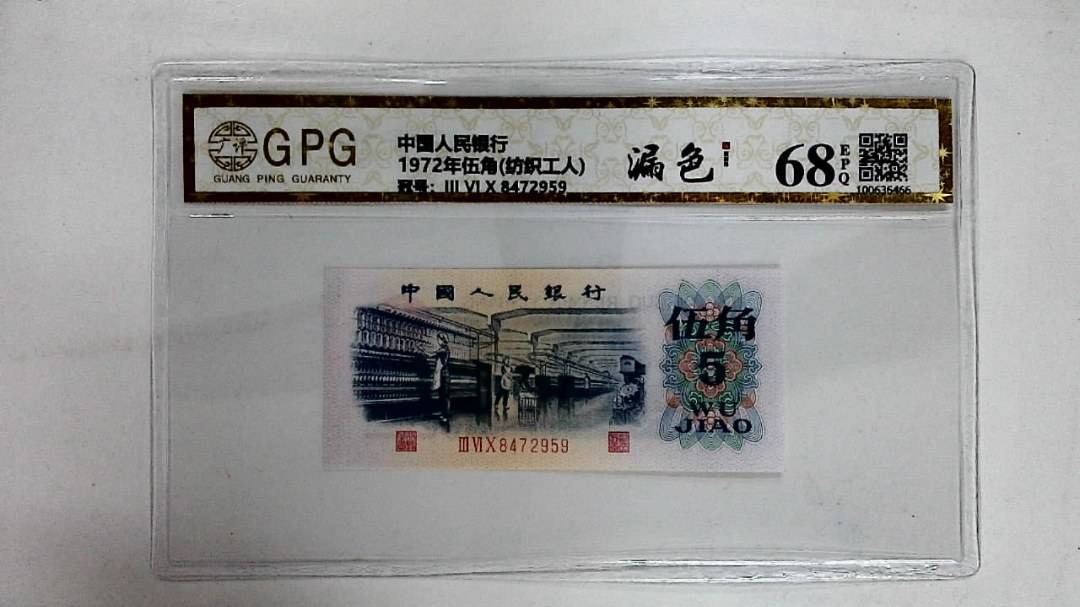 GPG
GUANG PING GUARANTY
中國人民银行
1972年伍角(纺织工人)
冠号：Ⅲ Ⅵ X 8472959
漏色
68
EPQ
100636466
中國人民銀行
伍角
5
WU
JIAO
Ⅲ Ⅵ X 8472959